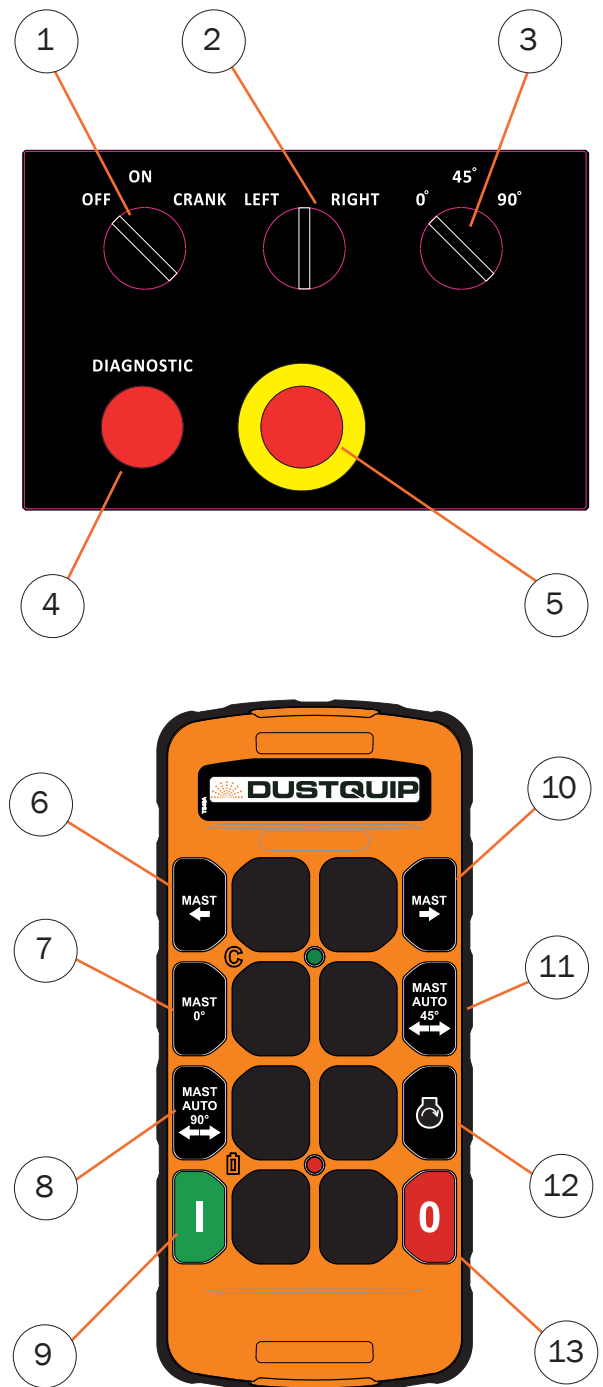 1 2 3
ON 45°
OFF CRANK LEFT RIGHT 0° 90°
DIAGNOSTIC
4 5
DUSTQUIP
6 10
MAST MAST
7 11
MAST
0°
MAST
AUTO
45°
MAST
AUTO
90°
8 12
I 0
9 13